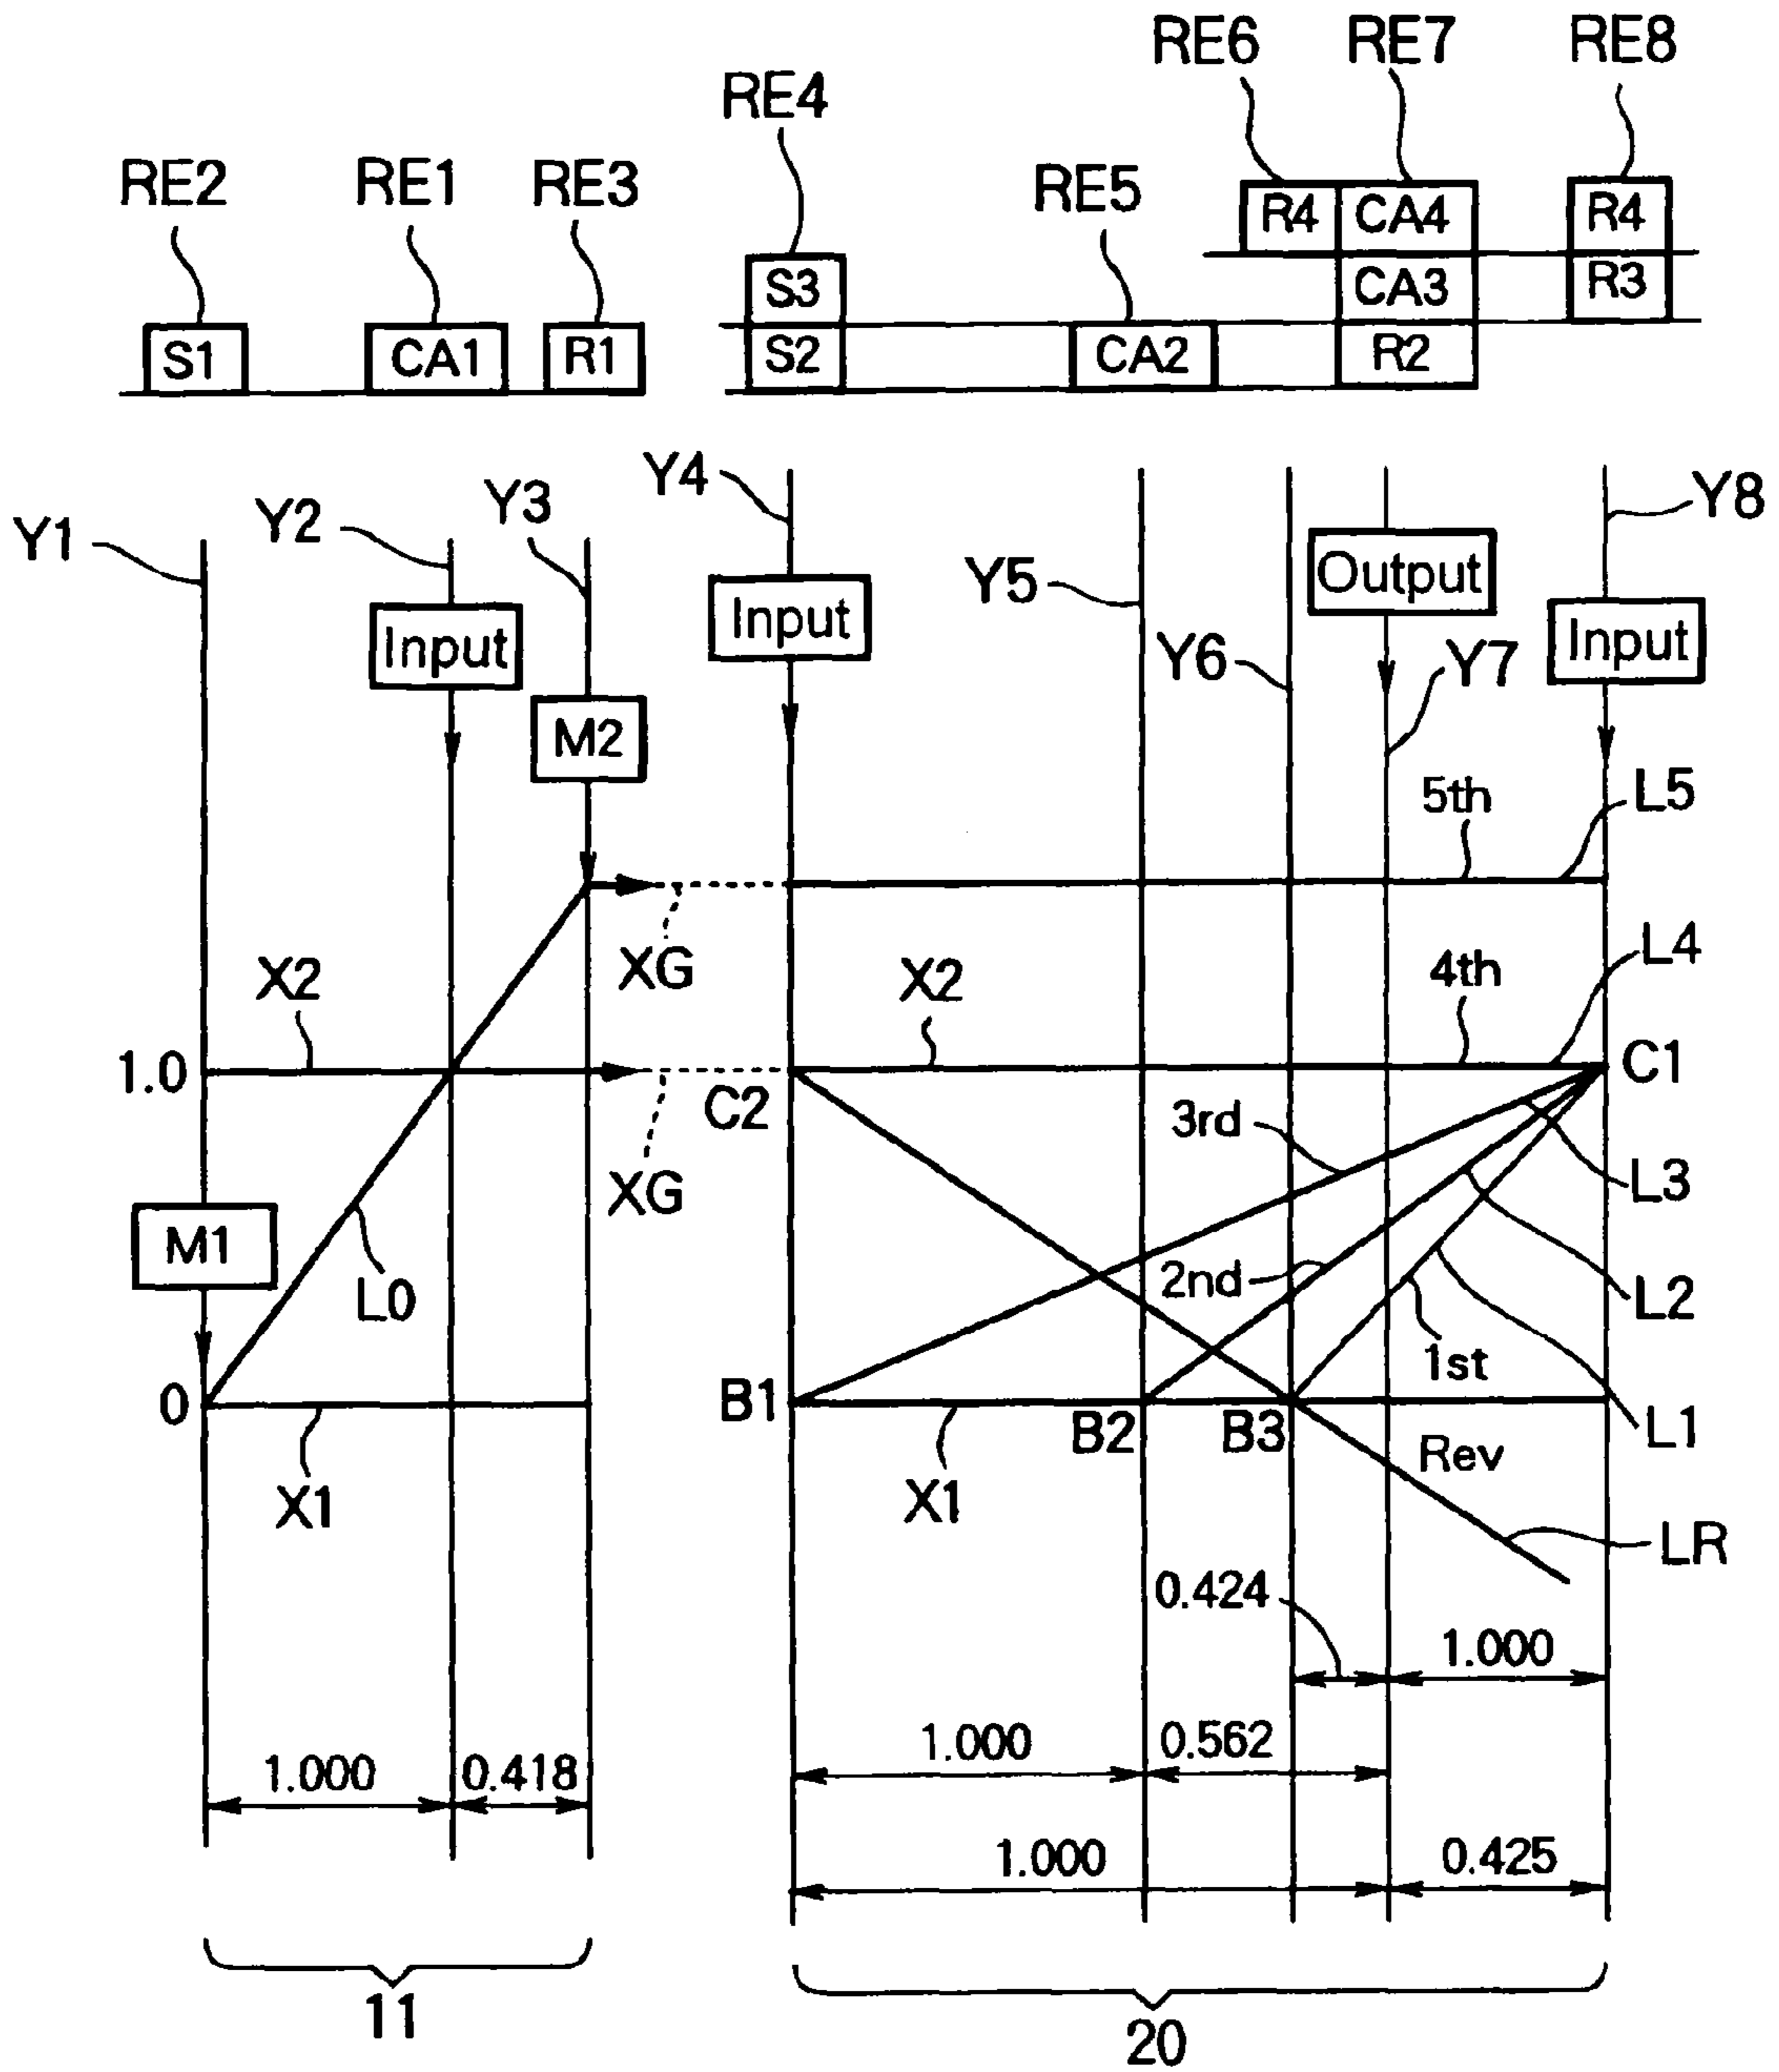 RE6 RE7 RE8
RE4
RE2 RE1 RE3 RE5
R4 CA4 R4
S3 CA3 R3
S1 CA1 R1 S2 CA2 R2
Y4
Y1 Y2 Y3 Y8
Output
Input Y5 Input
Input Y6 Y7
M2
5th L5
XG
X2 X2 4th L4
1.0 C2 C1
3rd
XG L3
M1
L0 2nd L2
1st
0 B1 B2 B3 L1
Rev
X1 X1
LR
0.424
1.000
1.000 0.562
1.000 0.418
1.000 0.425
11
20